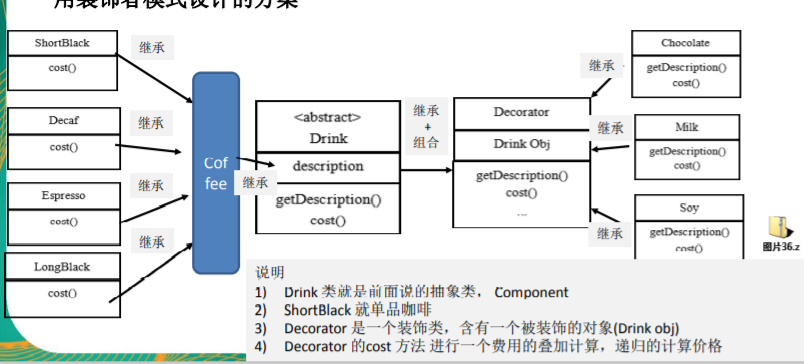 用装饰者模式设计的方案
ShortBlack
cost()
继承
Decaf
cost()
继承
Espresso
cost()
继承
LongBlack
cost()
继承
Cof
fee
继承
<abstract>
Drink
description
getDescription()
cost()
继承
+
组合
Decorator
Drink Obj
getDescription()
cost()
...
继承
Chocolate
getDescription()
cost()
继承
Milk
getDescription()
cost()
继承
Soy
getDescription()
cost()
图片36.z
说明
1) Drink 类就是前面说的抽象类， Component
2) ShortBlack 就单品咖啡
3) Decorator 是一个装饰类，含有一个被装饰的对象(Drink obj)
4) Decorator 的cost 方法 进行一个费用的叠加计算，递归的计算价格